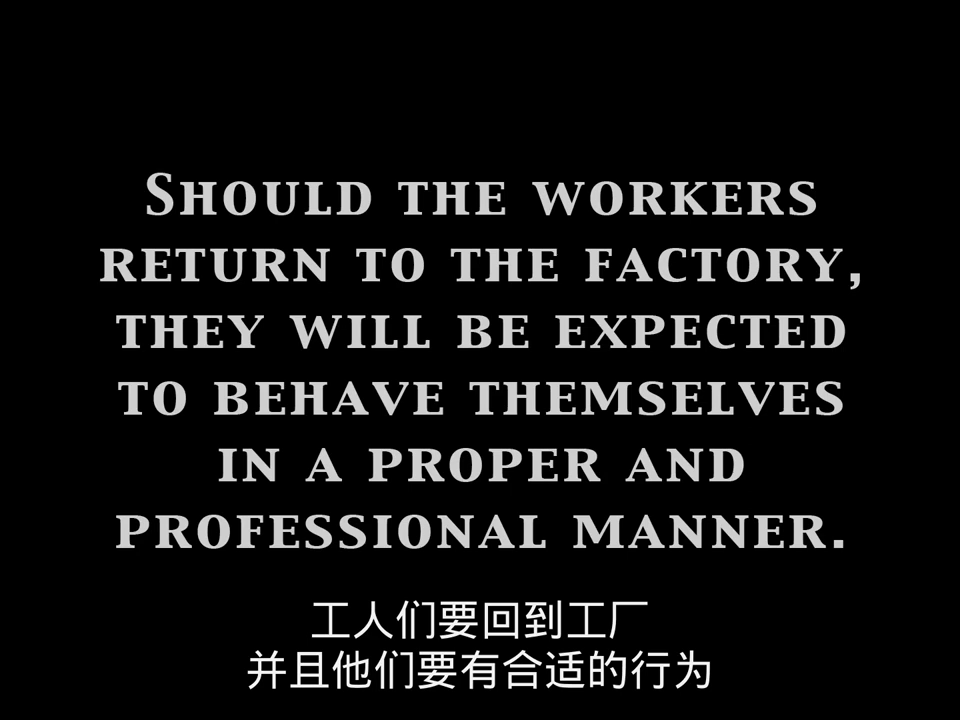 SHOULD THE WORKERS
RETURN TO THE FACTORY,
THEY WILL BE EXPECTED
TO BEHAVE THEMSELVES
IN A PROPER AND
PROFESSIONAL MANNER.
工人们要回到工厂
并且他们要有合适的行为